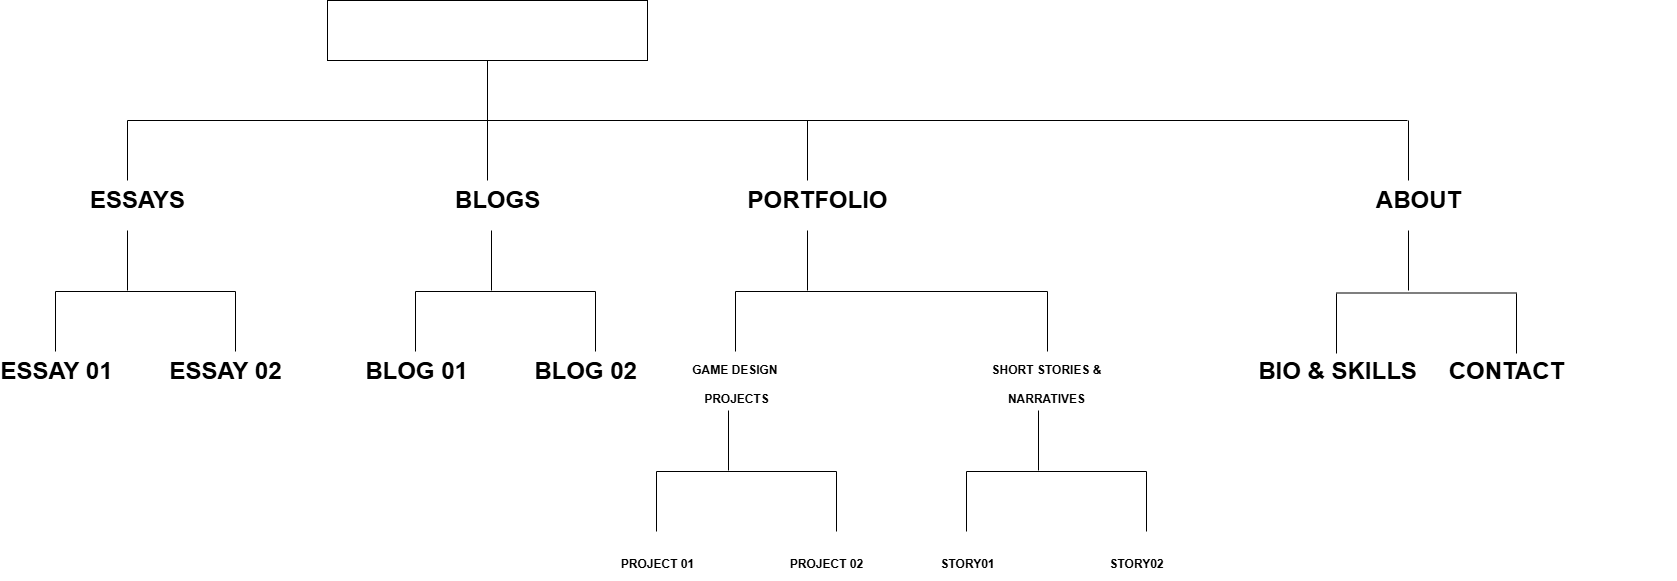 ESSAYS
BLOGS
PORTFOLIO
ABOUT
ESSAY 01
ESSAY 02
BLOG 01
BLOG 02
GAME DESIGN
PROJECTS
SHORT STORIES &
NARRATIVES
BIO & SKILLS
CONTACT
PROJECT 01
PROJECT 02
STORY01
STORY02